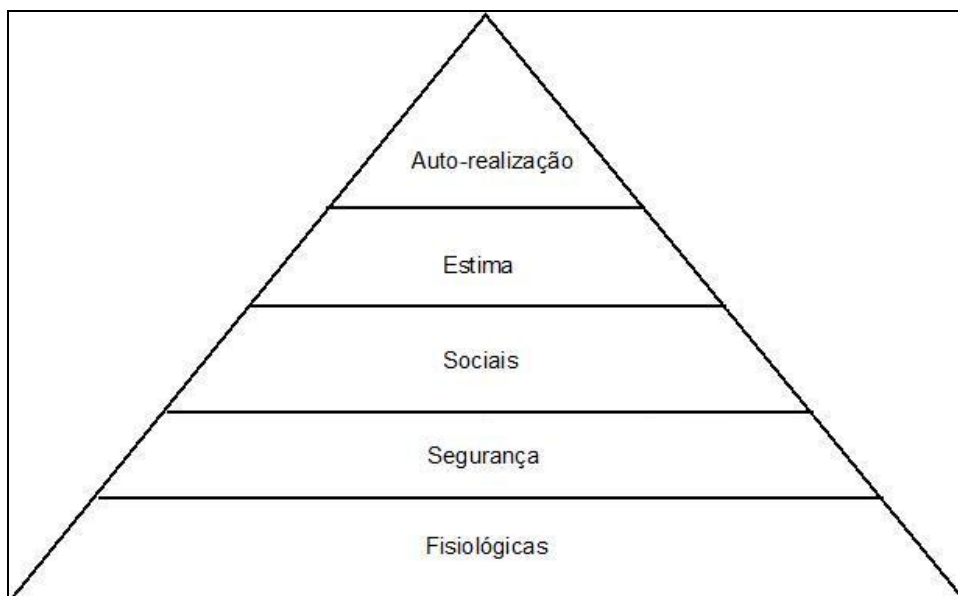 Auto-realização
Estima
Sociais
Segurança
Fisiológicas